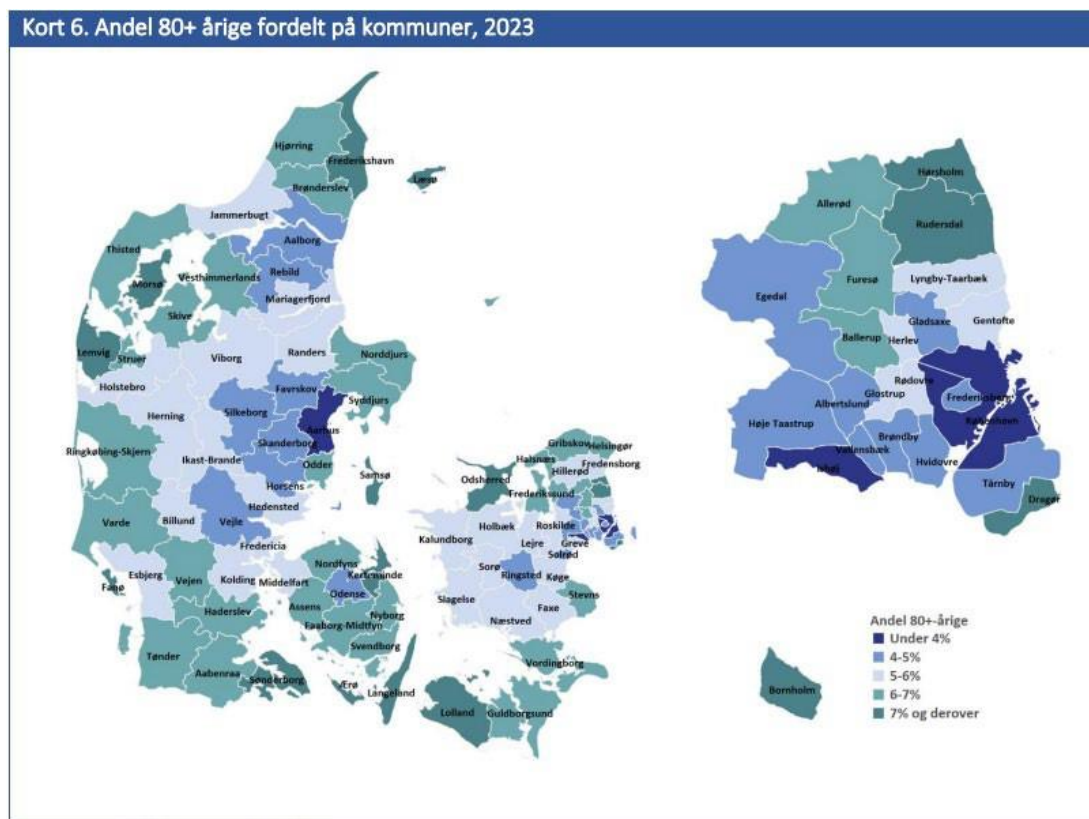 Kort 6. Andel 80+ årige fordelt på kommuner, 2023
Hjørring
Frederikshavn
Læsø
Brønderslev
Jammerbugt
Aalborg
Thisted
Rebild
Vesthimmerlands
Morsø
Mariagerfjord
Skive
Lemvig
Struer
Viborg
Randers
Norddjurs
Holstebro
Favrskov
Syddjurs
Silkeborg
Herning
Aarhus
Skanderborg
Ringkøbing-Skjern
Ikast-Brande
Odder
Samsø
Horsens
Hedensted
Varde
Billund
Vejle
Fredericia
Esbjerg
Fanø
Vejen
Kolding
Middelfart
Nordfyns
Kerteminde
Odense
Haderslev
Assens
Nyborg
Faaborg-Midtfyn
Svendborg
Tønder
Aabenraa
Sønderborg
Ærø
Langeland
Gribskov
Helsingør
Halsnæs
Fredensborg
Hillerød
Odsherred
Frederikssund
Holbæk
Roskilde
Kalundborg
Lejre
Greve
Solrød
Sorø
Ringsted
Køge
Slagelse
Stevns
Faxe
Næstved
Vordingborg
Lolland
Guldborgsund
Hørsholm
Allerød
Rudersdal
Furesø
Lyngby-Taarbæk
Egedal
Gladsaxe
Gentofte
Ballerup
Herlev
Rødovre
Glostrup
Frederiksberg
Albertslund
København
Høje Taastrup
Brøndby
Vallensbæk
Hvidovre
Ishøj
Tårnby
Dragør
Bornholm
Andel 80+-årige
Under 4%
4-5%
5-6%
6-7%
7% og derover